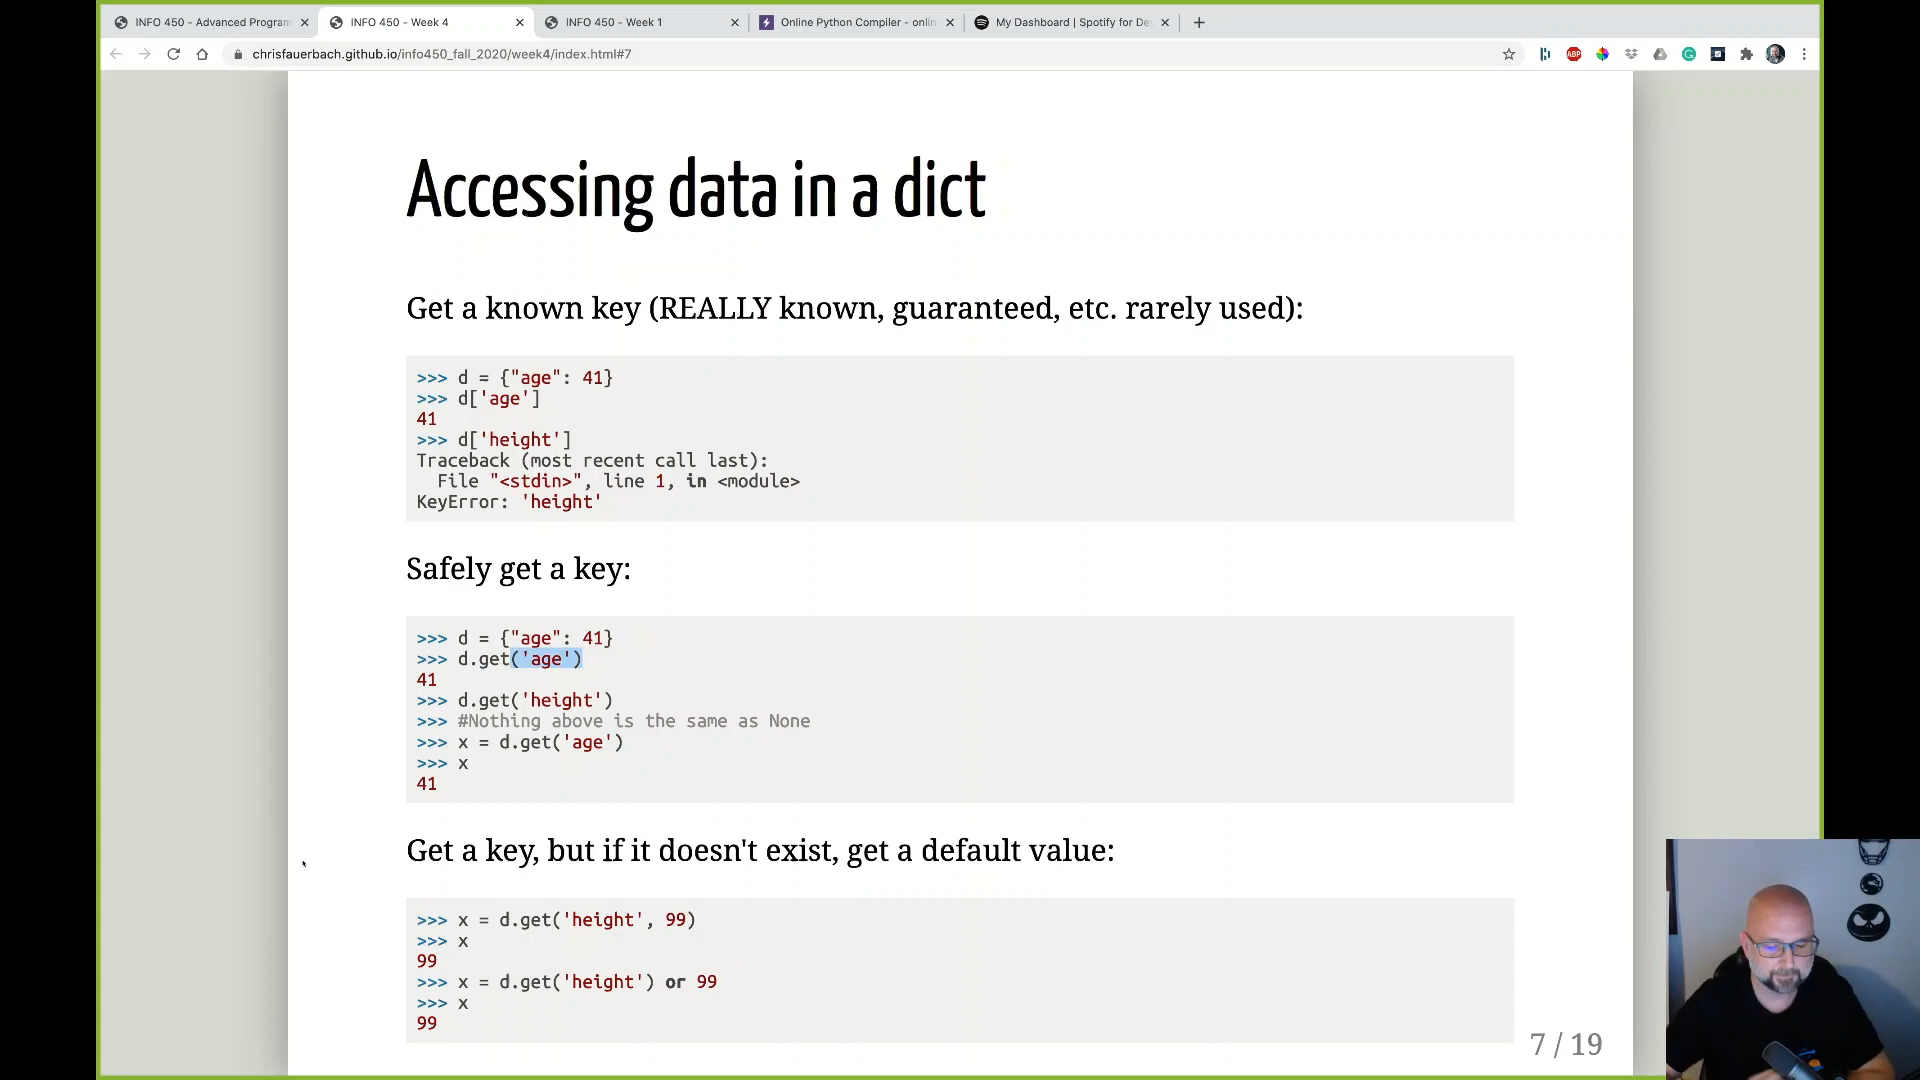 INFO 450 - Advanced Program
INFO 450 - Week 4
INFO 450 - Week 1
Online Python Compiler - onlin
My Dashboard | Spotify for De
chrisfauerbach.github.io/info450_fall_2020/week4/index.html#7
ABP
Accessing data in a dict
Get a known key (REALLY known, guaranteed, etc. rarely used):
>>> d = {"age": 41}
>>> d['age']
41
>>> d['height']
Traceback (most recent call last):
  File "<stdin>", line 1, in <module>
KeyError: 'height'
Safely get a key:
>>> d = {"age": 41}
>>> d.get('age')
41
>>> d.get('height')
>>> #Nothing above is the same as None
>>> x = d.get('age')
>>> x
41
Get a key, but if it doesn't exist, get a default value:
>>> x = d.get('height', 99)
>>> x
99
>>> x = d.get('height') or 99
>>> x
99
7 / 19